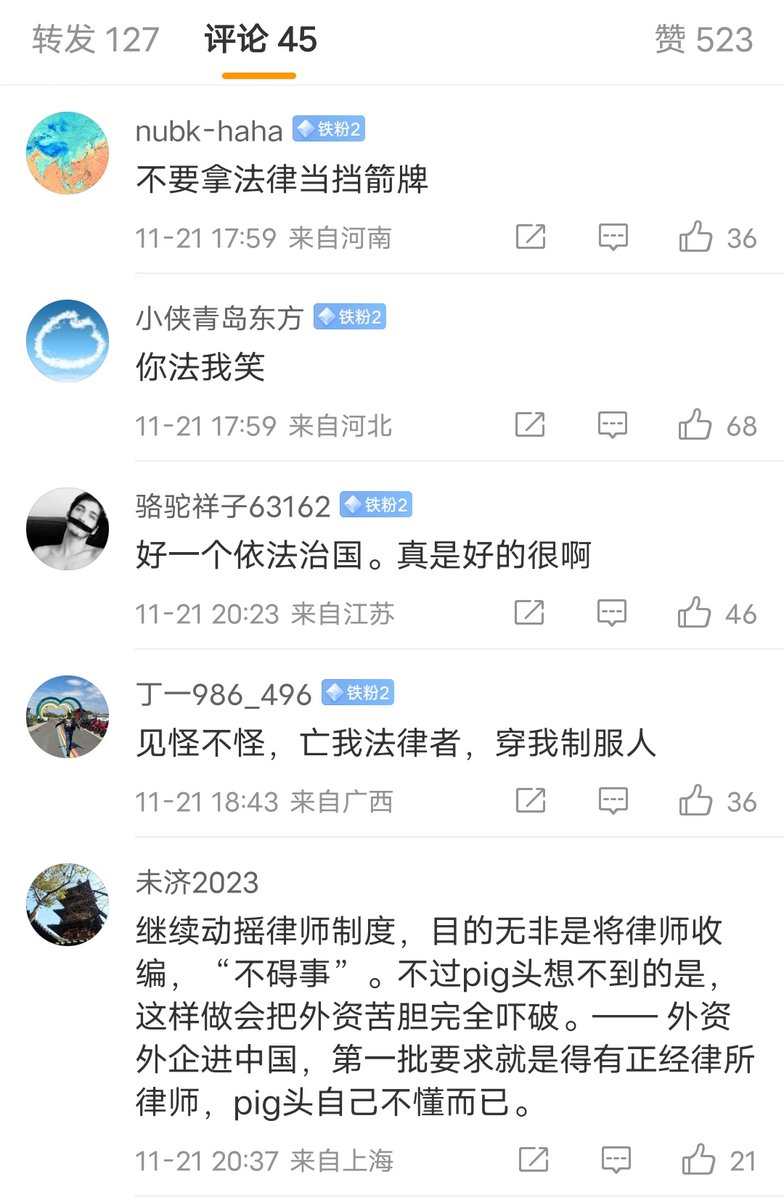 转发 127 评论 45 赞 523
nubk-haha 铁粉2
不要拿法律当挡箭牌
11-21 17:59 来自河南 36
小侠青岛东方 铁粉2
你法我笑
11-21 17:59 来自河北 68
骆驼祥子63162 铁粉2
好一个依法治国。真是好的很啊
11-21 20:23 来自江苏 46
丁一986_496 铁粉2
见怪不怪，亡我法律者，穿我制服人
11-21 18:43 来自广西 36
未济2023
继续动摇律师制度，目的无非是将律师收
编，“不碍事”。不过pig头想不到的是，
这样做会把外资苦胆完全吓破。—— 外资
外企进中国，第一批要求就是得有正经律所
律师，pig头自己不懂而已。
11-21 20:37 来自上海 21